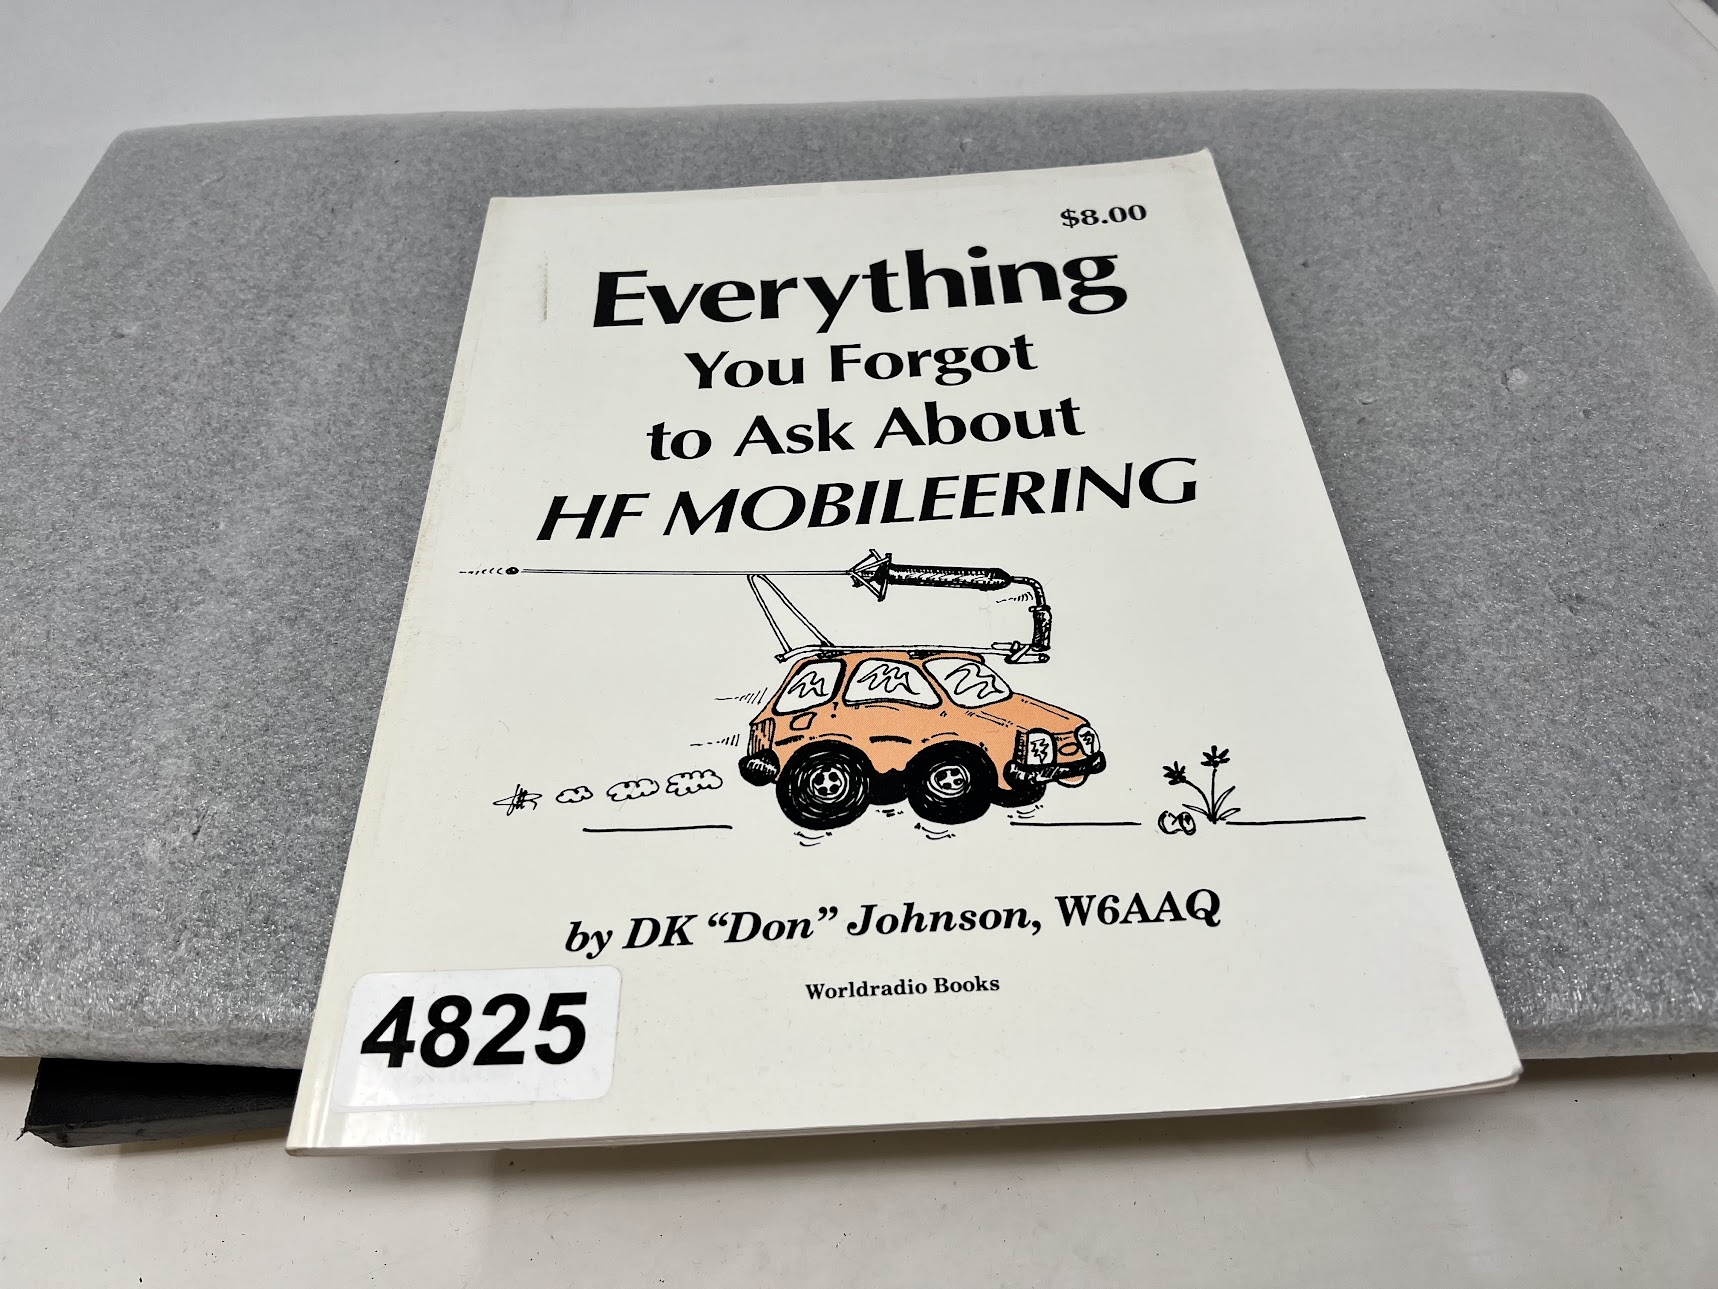 $8.00
Everything
You Forgot
to Ask About
HF MOBILEERING
by DK “Don” Johnson, W6AAQ
Worldradio Books
4825